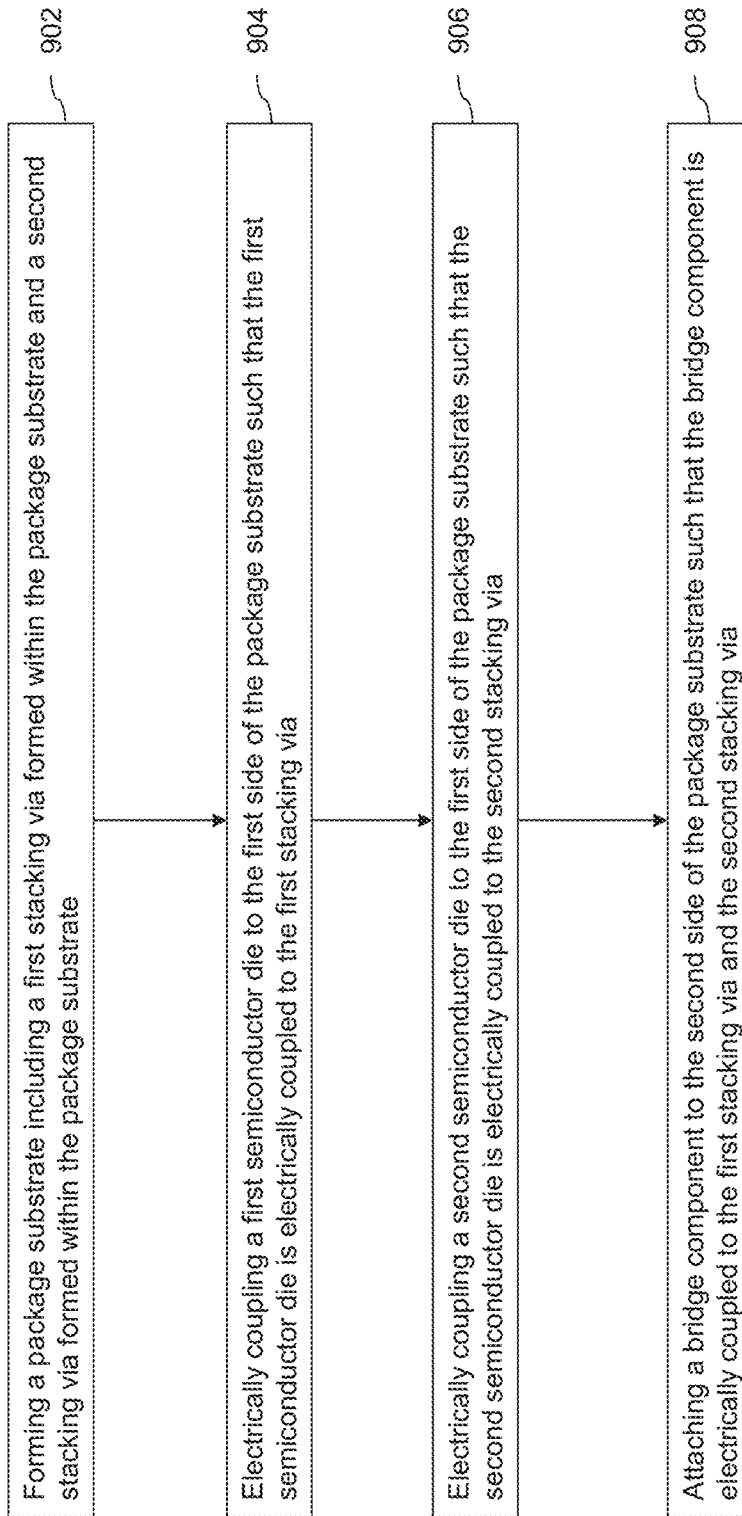 Forming a package substrate including a first stacking via formed within the package substrate and a second
stacking via formed within the package substrate
902
Electrically coupling a first semiconductor die to the first side of the package substrate such that the first
semiconductor die is electrically coupled to the first stacking via
904
Electrically coupling a second semiconductor die to the first side of the package substrate such that the
second semiconductor die is electrically coupled to the second stacking via
906
Attaching a bridge component to the second side of the package substrate such that the bridge component is
electrically coupled to the first stacking via and the second stacking via
908